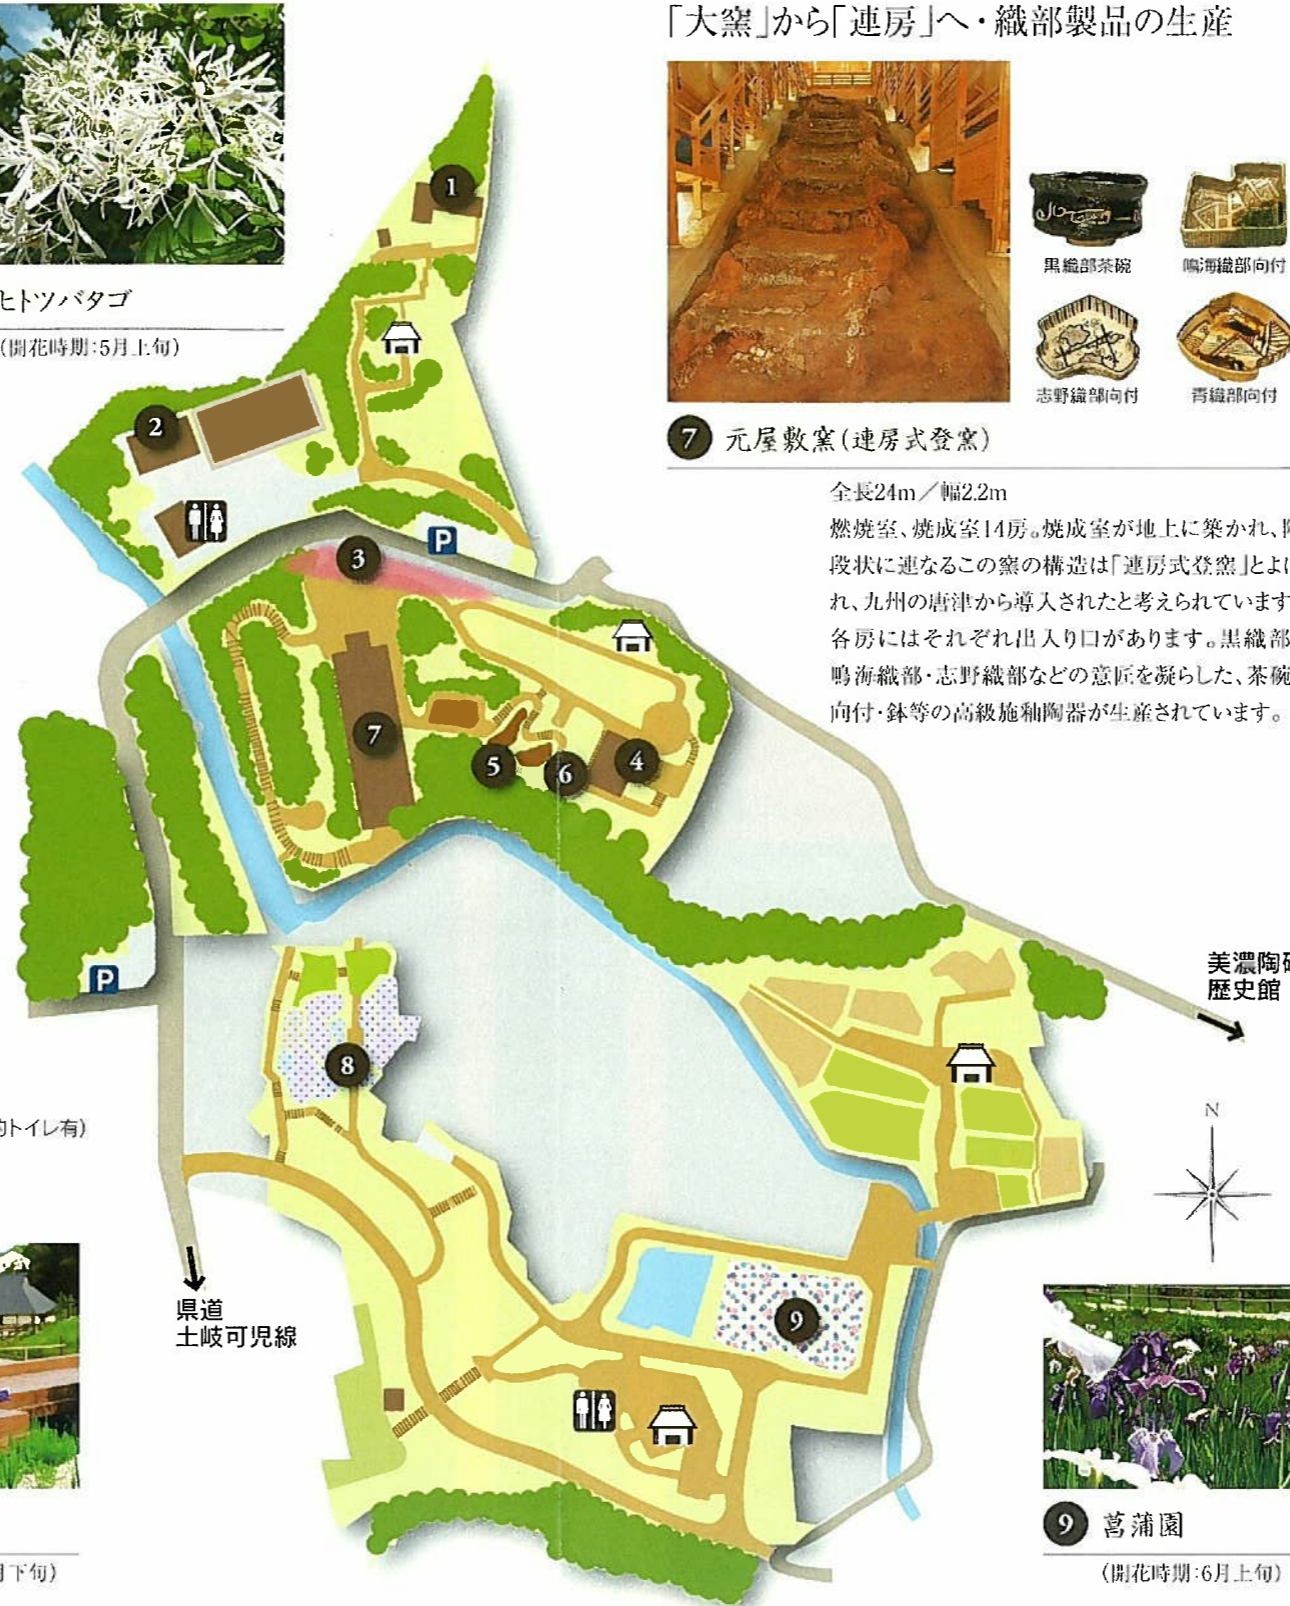 「大窯」から「連房」へ・織部製品の生産
ヒトツバタゴ
(開花時期:5月上旬)
黒織部茶碗
鳴海織部向付
志野織部向付
青織部向付
7 元屋敷窯(連房式登窯)
全長24m/幅2.2m
燃焼室、焼成室14房。焼成室が地上に築かれ、
段状に連なるこの窯の構造は「連房式登窯」とよ
れ、九州の唐津から導入されたと考えられています
各房にはそれぞれ出入り口があります。黒織部
鳴海織部・志野織部などの意匠を凝らした、茶碗
向付・鉢等の高級施釉陶器が生産されています。
1
2
3
P
7
5
6
4
P
美濃陶
歴史館
8
トイレ有)
N
県道
土岐可児線
9
9 菖蒲園
(開花時期:6月上旬)
下旬)